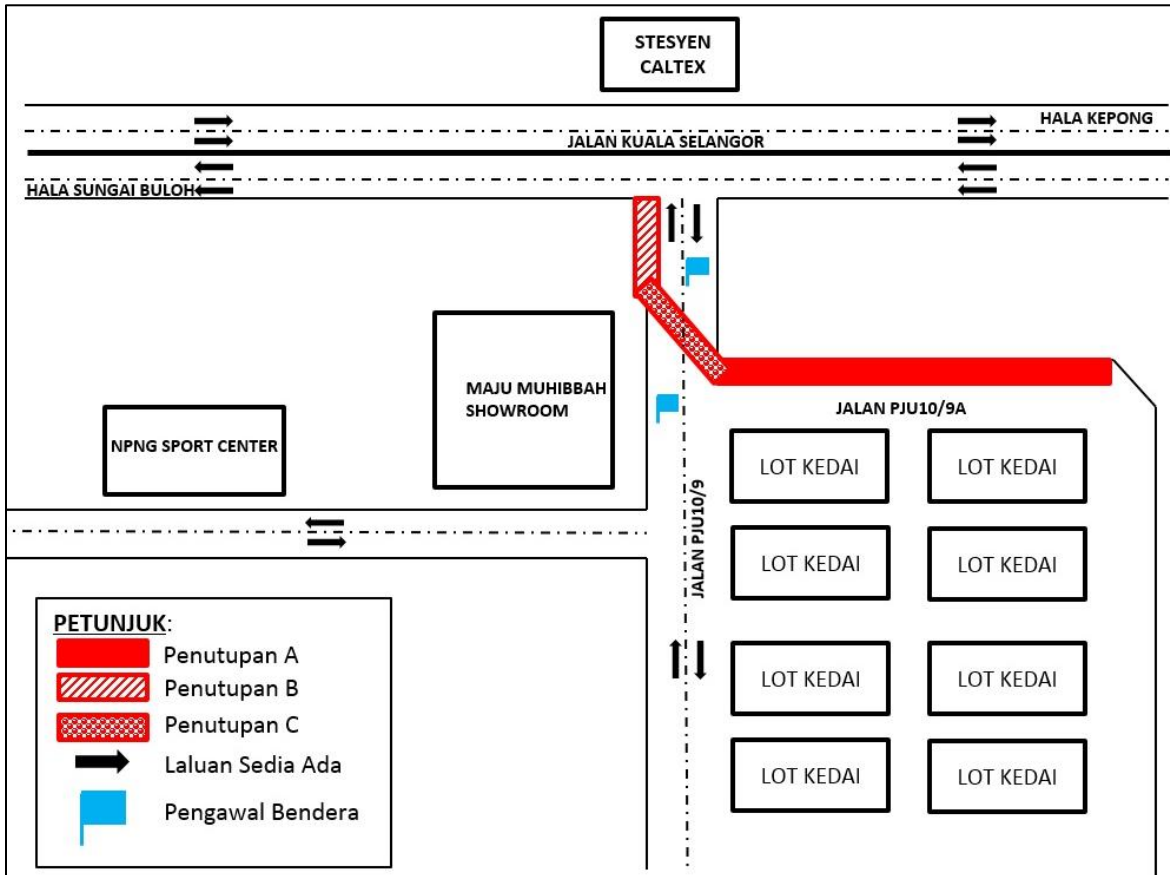 STESYEN
CALTEX
HALA KEPONG
JALAN KUALA SELANGOR
HALA SUNGAI BULOH
MAJU MUHIBBAH
SHOWROOM
JALAN PJU10/9A
NPNG SPORT CENTER
LOT KEDAI
LOT KEDAI
JALAN PJU10/9
LOT KEDAI
LOT KEDAI
LOT KEDAI
LOT KEDAI
LOT KEDAI
LOT KEDAI
PETUNJUK:
Penutupan A
Penutupan B
Penutupan C
Laluan Sedia Ada
Pengawal Bendera